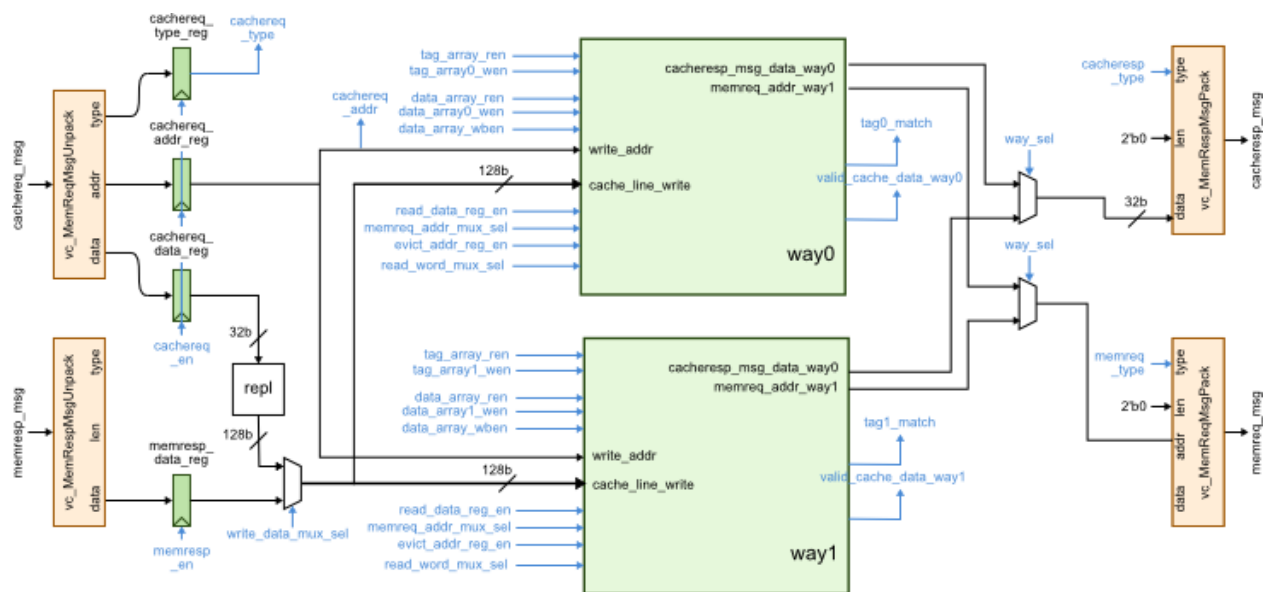 cachereq_
type_reg
cachereq
_type
cachereq_msg
vc_MemReqMsgUnpack
type
addr
data
cachereq_
addr_reg
cachereq_
data_reg
cachereq
_en
32b
repl
128b
memresp_msg
vc_MemRespMsgUnpack
type
len
data
memresp_
data_reg
memresp
_en
write_data_mux_sel
cachereq
_addr
128b
128b
tag_array_ren
tag_array0_wen
data_array_ren
data_array0_wen
data_array_wben
write_addr
cache_line_write
read_data_reg_en
memreq_addr_mux_sel
evict_addr_reg_en
read_word_mux_sel
cacheresp_msg_data_way0
memreq_addr_way1
way0
tag0_match
valid_cache_data_way0
tag_array_ren
tag_array1_wen
data_array_ren
data_array1_wen
data_array_wben
write_addr
cache_line_write
read_data_reg_en
memreq_addr_mux_sel
evict_addr_reg_en
read_word_mux_sel
cacheresp_msg_data_way0
memreq_addr_way1
way1
tag1_match
valid_cache_data_way1
way_sel
way_sel
32b
cacheresp
_type
2'b0
type
len
data
vc_MemRespMsgPack
cacheresp_msg
memreq
_type
2'b0
type
len
addr
data
vc_MemReqMsgPack
memreq_msg